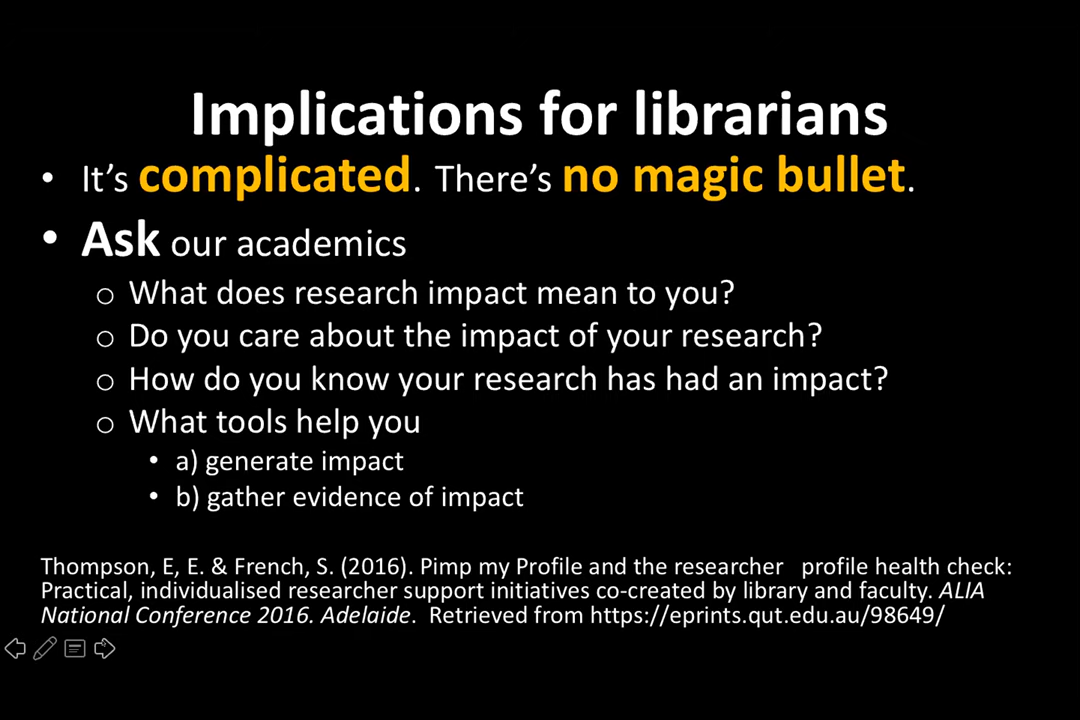 Implications for librarians
• It’s complicated. There’s no magic bullet.
• Ask our academics
o What does research impact mean to you?
o Do you care about the impact of your research?
o How do you know your research has had an impact?
o What tools help you
• a) generate impact
• b) gather evidence of impact
Thompson, E, E. & French, S. (2016). Pimp my Profile and the researcher profile health check:
Practical, individualised researcher support initiatives co-created by library and faculty. ALIA
National Conference 2016. Adelaide. Retrieved from https://eprints.qut.edu.au/98649/